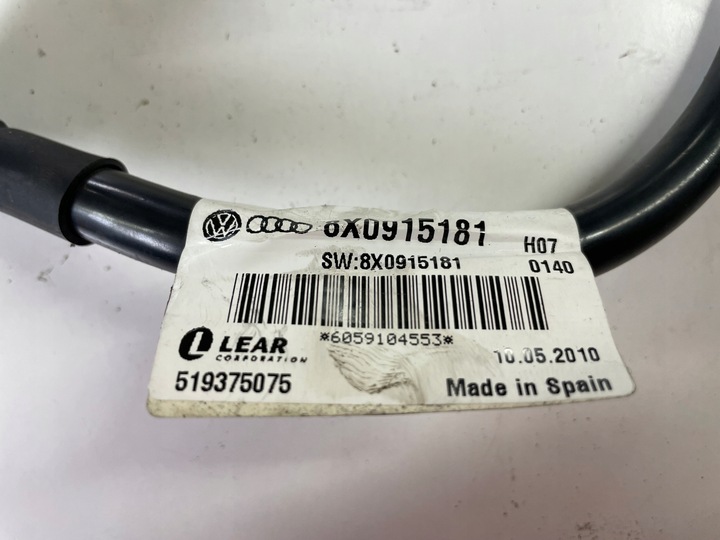 8X0915181
H07
SW:8X0915181
0140
*6059104553*
LEAR
CORPORATION
10.05.2010
519375075
Made in Spain